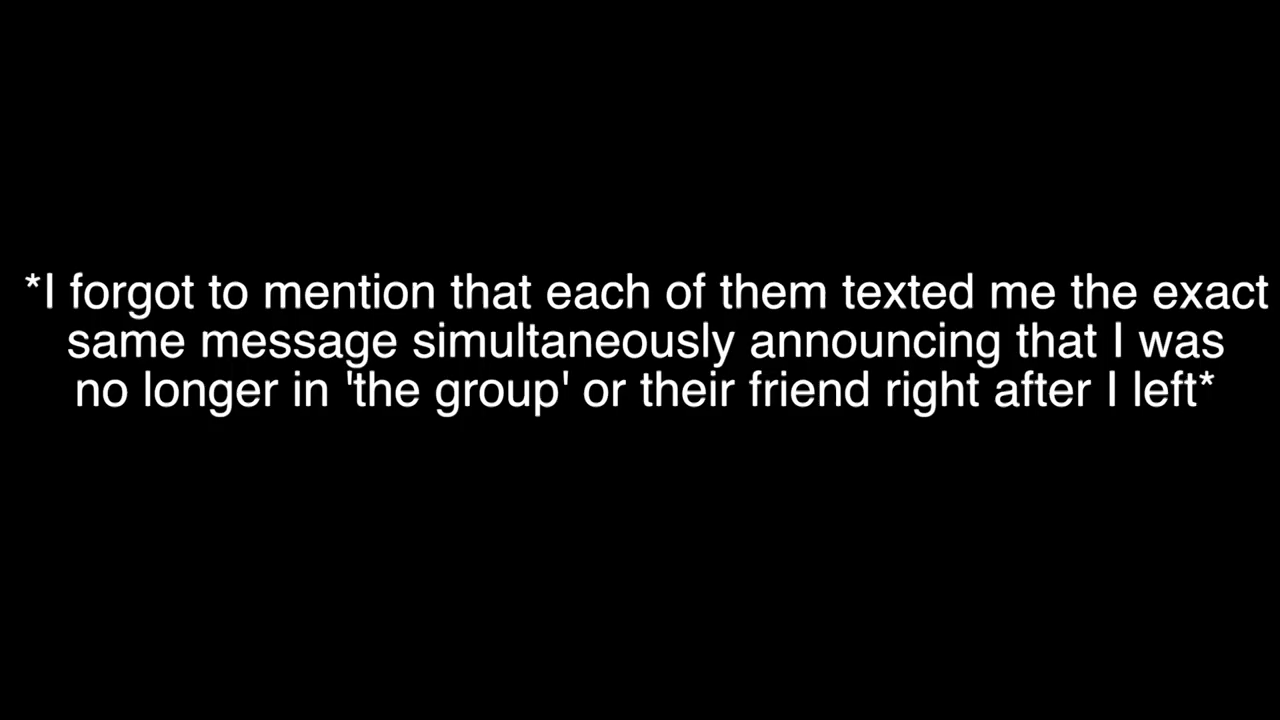 *I forgot to mention that each of them texted me the exact
same message simultaneously announcing that I was
no longer in 'the group' or their friend right after I left*